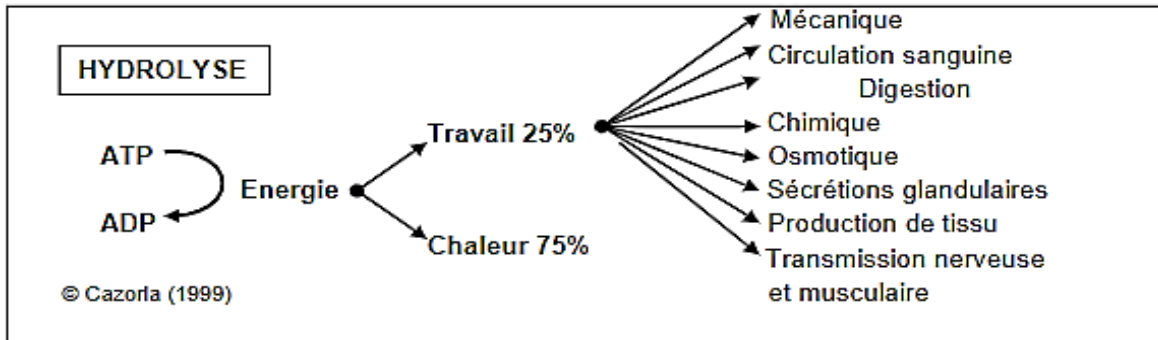 HYDROLYSE
ATP
ADP
Energie
Travail 25%
Chaleur 75%
Mécanique
Circulation sanguine
Digestion
Chimique
Osmotique
Sécrétions glandulaires
Production de tissu
Transmission nerveuse
et musculaire
© Cazorla (1999)